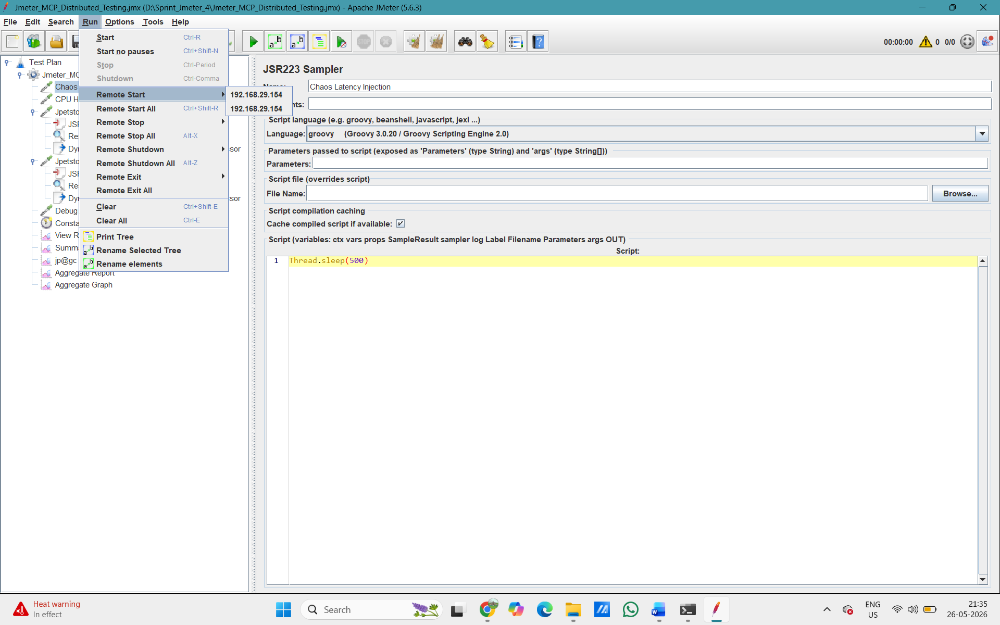 Jmeter_MCP_Distributed_Testing.jmx (D:\Sprint_Jmeter_4\Jmeter_MCP_Distributed_Testing.jmx) - Apache JMeter (5.6.3)
File Edit Search Run Options Tools Help
00:00:00 0 0/0
Start Ctrl-R
Start no pauses Ctrl+Shift-N
Stop Ctrl-Period
Shutdown Ctrl-Comma
Remote Start
Remote Start All Ctrl+Shift-R
Remote Stop
Remote Stop All Alt-X
Remote Shutdown
Remote Shutdown All Alt-Z
Remote Exit
Remote Exit All
Clear Ctrl+Shift-E
Clear All Ctrl-E
Print Tree
Rename Selected Tree
Rename elements
192.168.29.154
192.168.29.154
Test Plan
Jmeter_MC
Chaos
CPU H
Jpetsto
JSR
Re
Dyn
sor
Jpetsto
JSR
Re
Dyn
sor
Debug
Consta
View R
Summ
jp@gc
Aggregate Report
Aggregate Graph
JSR223 Sampler
Name: Chaos Latency Injection
nts:
Script language (e.g. groovy, beanshell, javascript, jexl ...)
Language: groovy (Groovy 3.0.20 / Groovy Scripting Engine 2.0)
Parameters passed to script (exposed as 'Parameters' (type String) and 'args' (type String[]))
Parameters:
Script file (overrides script)
File Name: Browse...
Script compilation caching
Cache compiled script if available:
Script (variables: ctx vars props SampleResult sampler log Label Filename Parameters args OUT)
Script:
1 Thread.sleep(500)
Heat warning
In effect
Search
ENG
US
21:35
26-05-2026